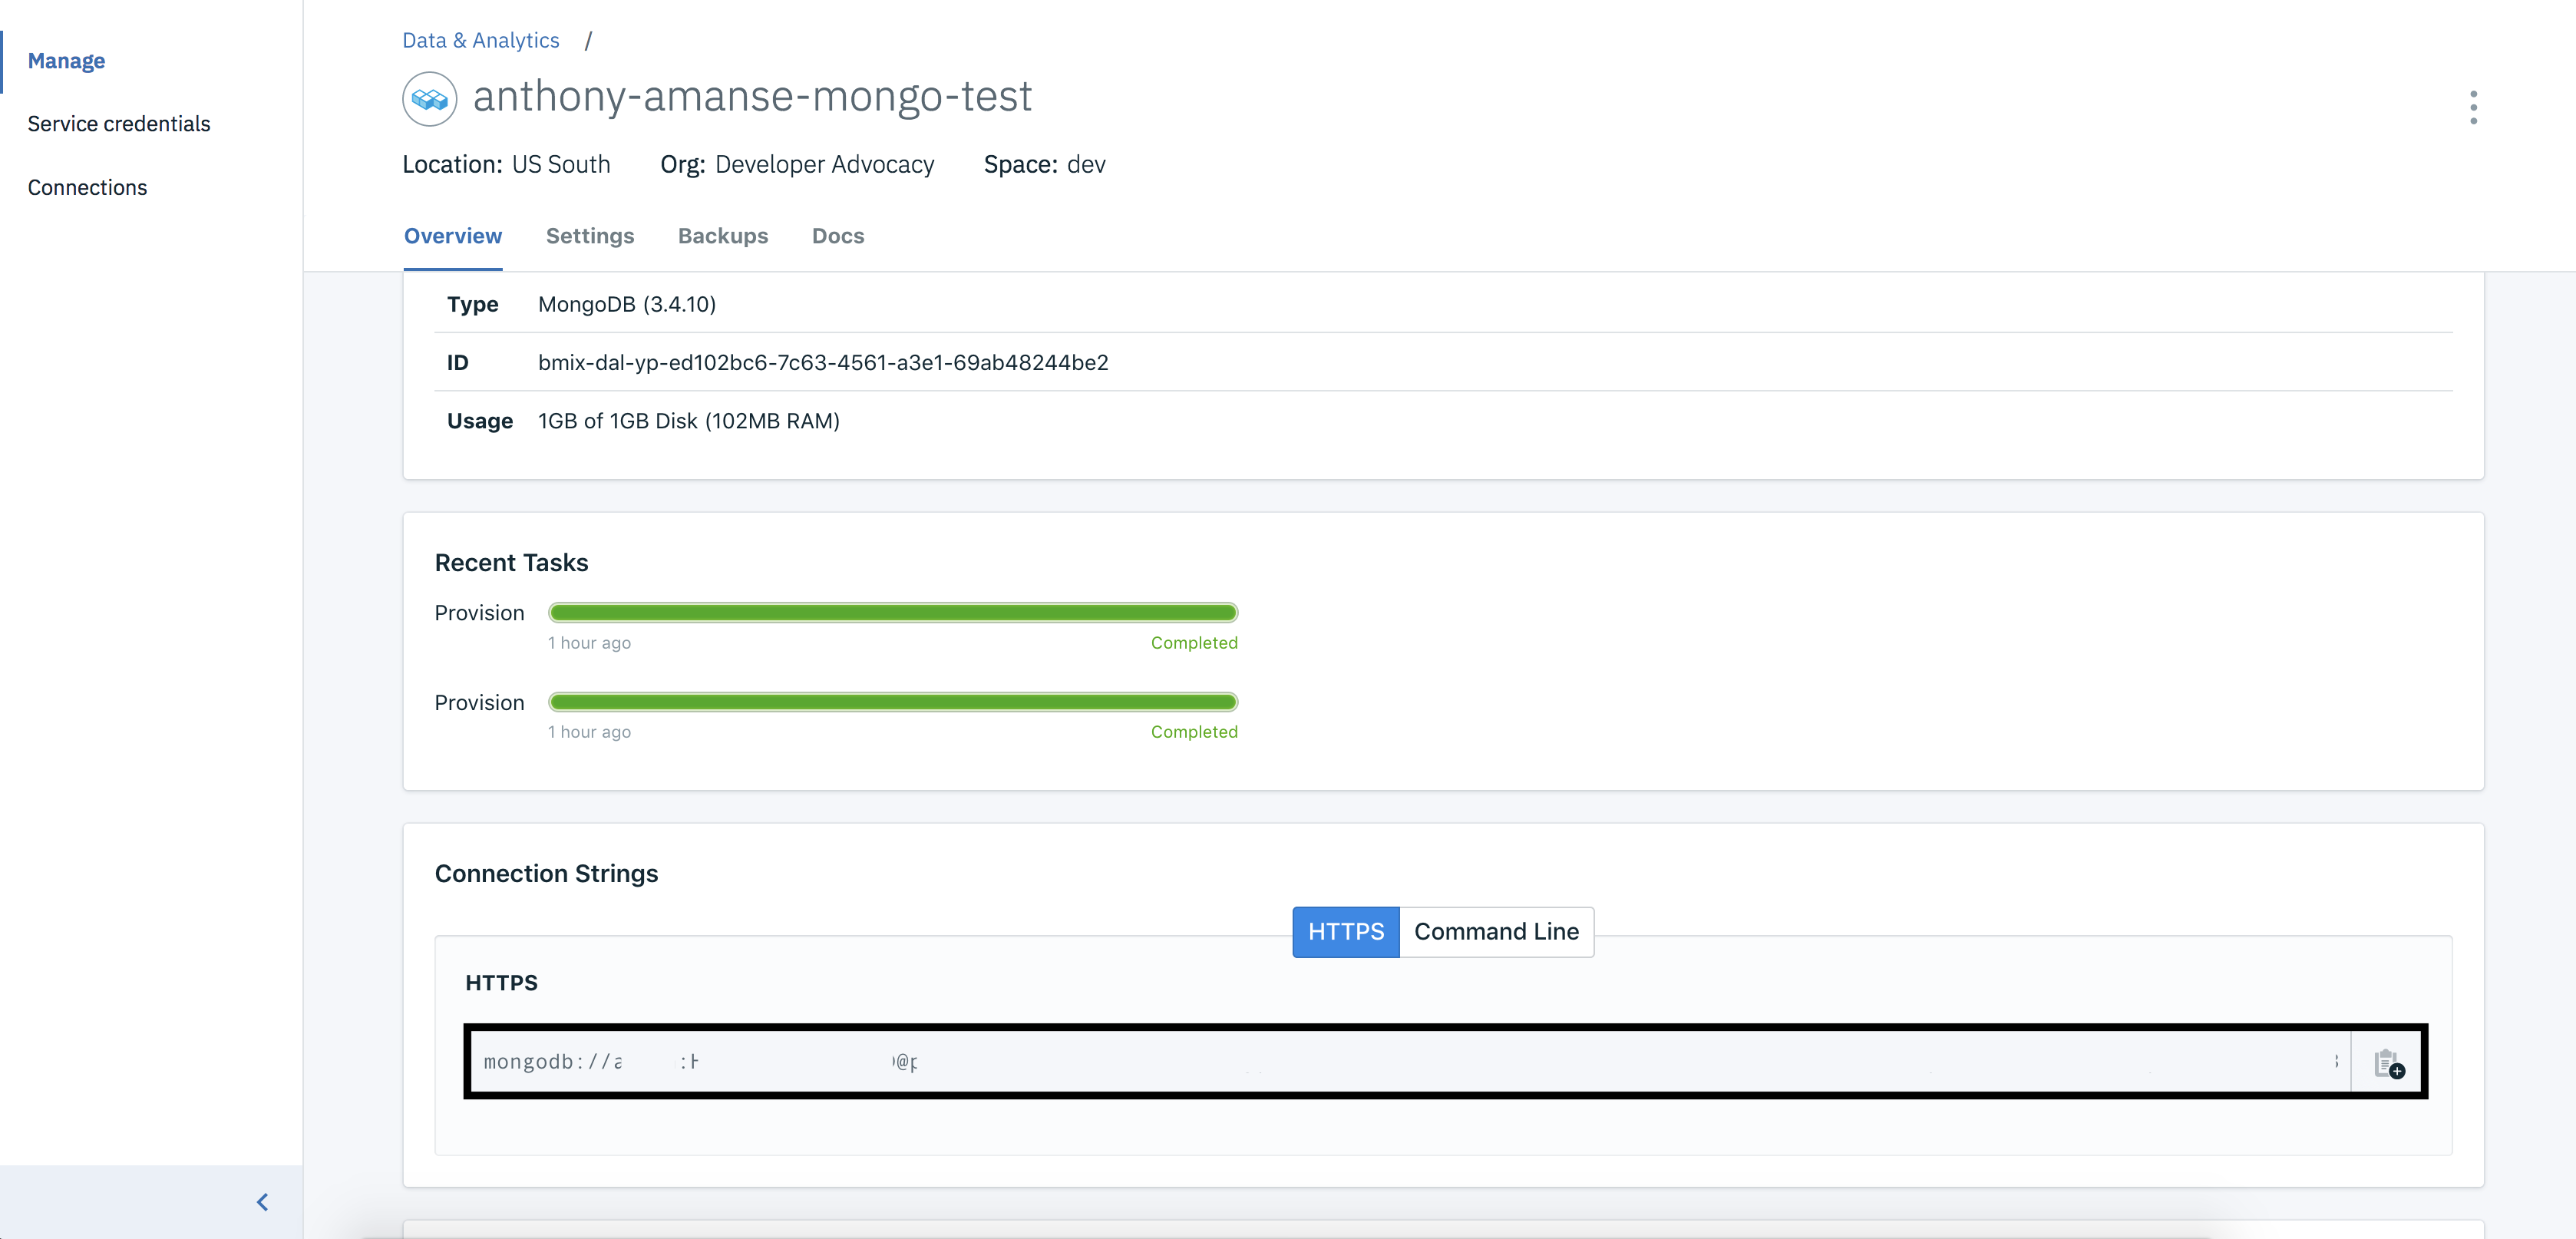 Manage
Service credentials
Connections
Data & Analytics /
anthony-amanse-mongo-test
Location: US South Org: Developer Advocacy Space: dev
Overview Settings Backups Docs
Type MongoDB (3.4.10)
ID bmix-dal-yp-ed102bc6-7c63-4561-a3e1-69ab48244be2
Usage 1GB of 1GB Disk (102MB RAM)
Recent Tasks
Provision
1 hour ago Completed
Provision
1 hour ago Completed
Connection Strings
HTTPS Command Line
HTTPS
mongodb://